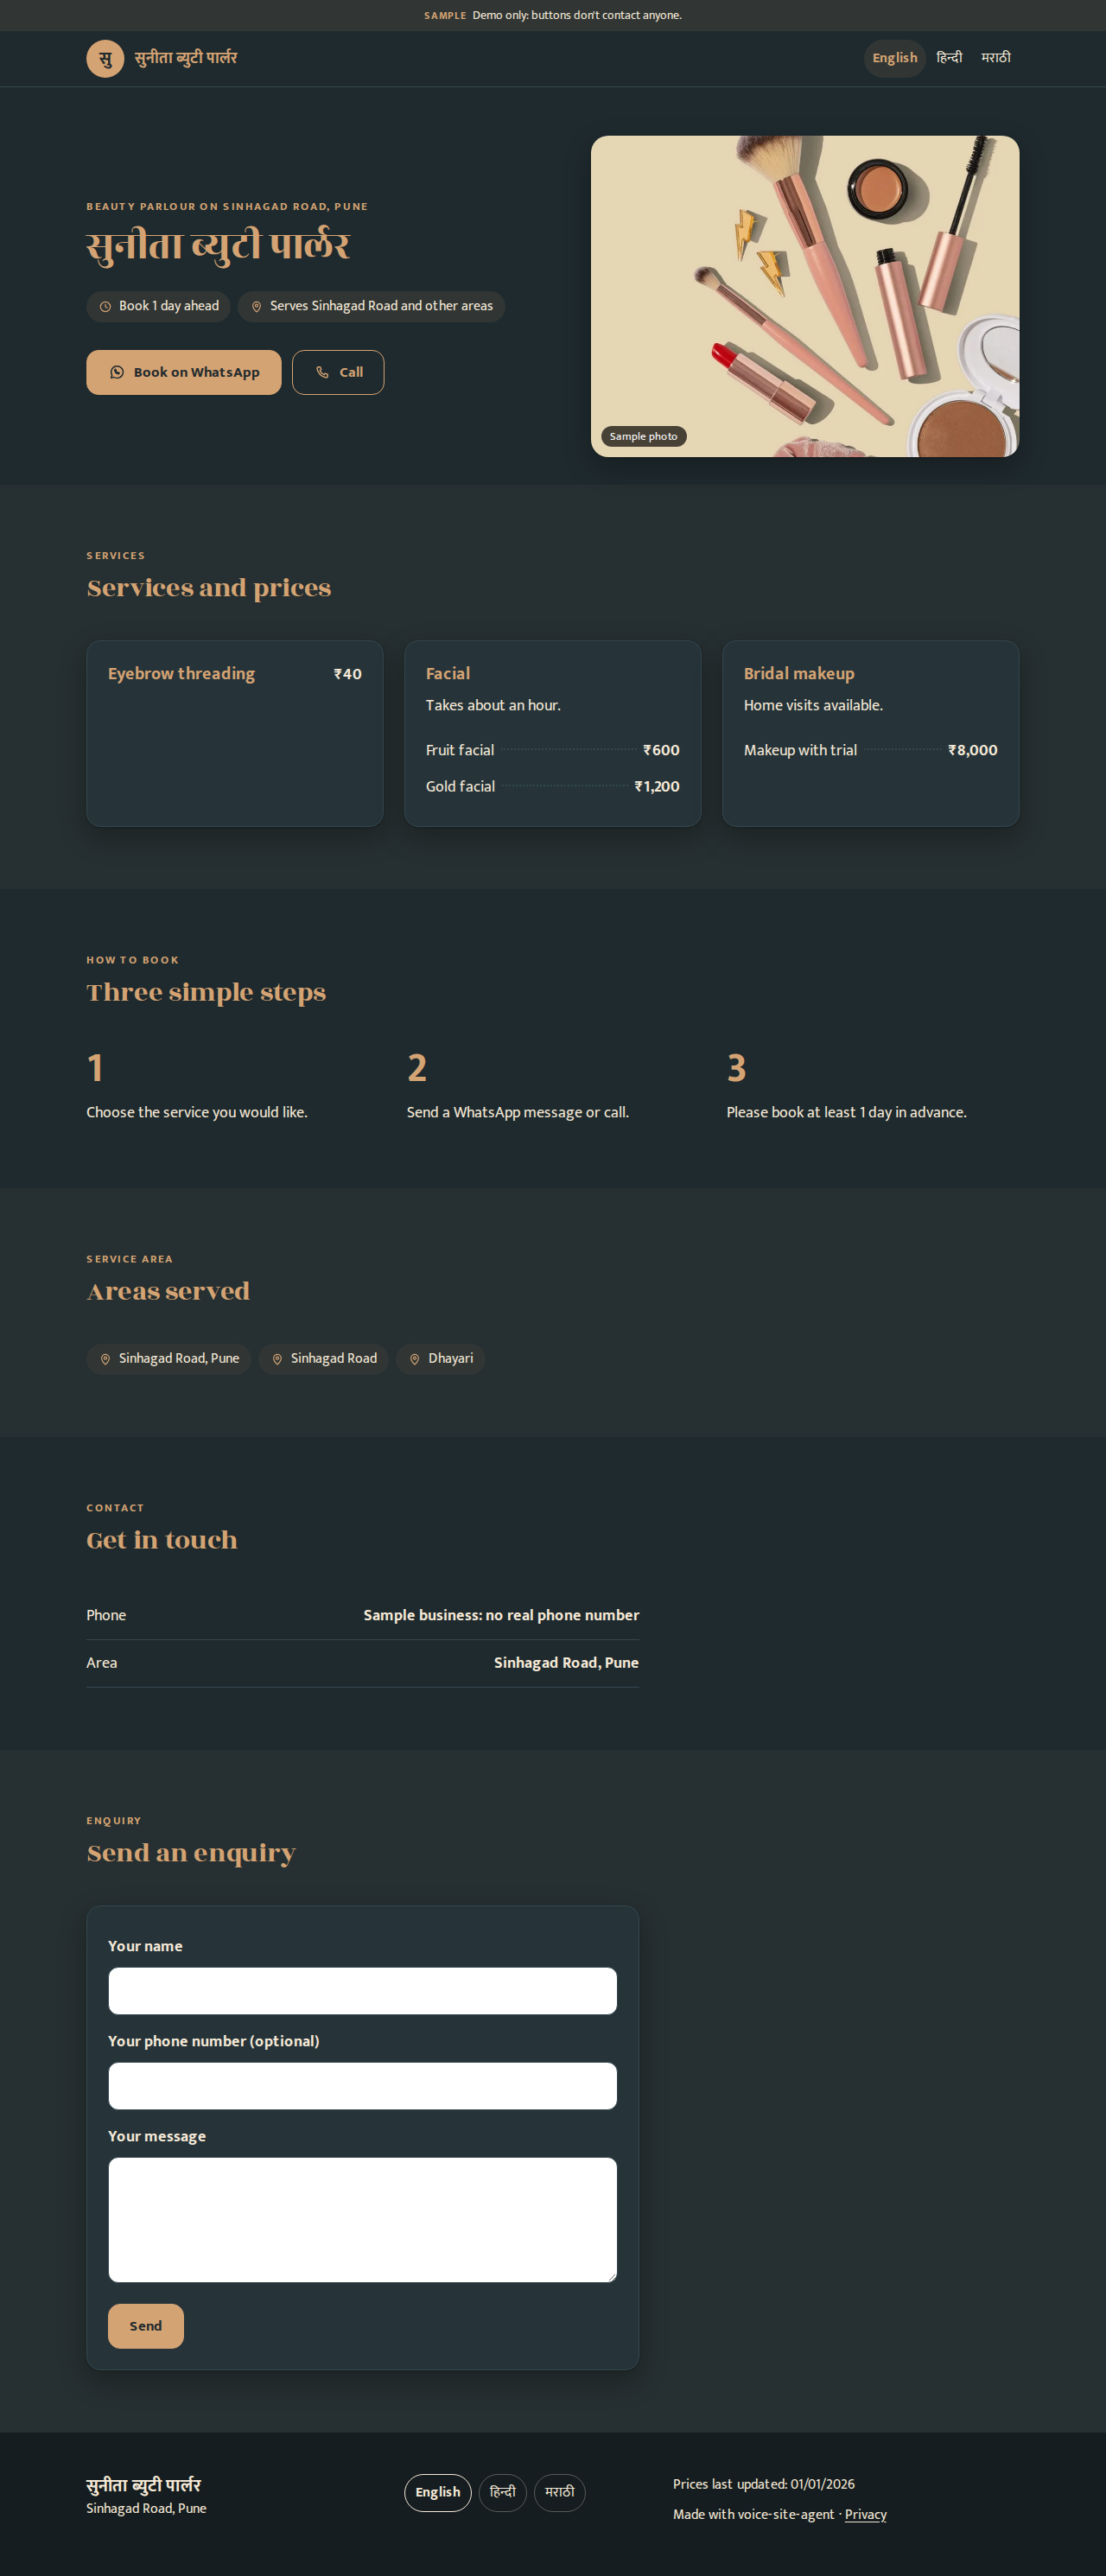 SAMPLE Demo only: buttons don't contact anyone.
सु सुनीता ब्युटी पार्लर English हिन्दी मराठी
BEAUTY PARLOUR ON SINHAGAD ROAD, PUNE
सुनीता ब्युटी पार्लर
Book 1 day ahead Serves Sinhagad Road and other areas
Book on WhatsApp Call
Sample photo
SERVICES
Services and prices
Eyebrow threading ₹40
Facial
Takes about an hour.
Fruit facial ₹600
Gold facial ₹1,200
Bridal makeup
Home visits available.
Makeup with trial ₹8,000
HOW TO BOOK
Three simple steps
1
Choose the service you would like.
2
Send a WhatsApp message or call.
3
Please book at least 1 day in advance.
SERVICE AREA
Areas served
Sinhagad Road, Pune Sinhagad Road Dhayari
CONTACT
Get in touch
Phone Sample business: no real phone number
Area Sinhagad Road, Pune
ENQUIRY
Send an enquiry
Your name
Your phone number (optional)
Your message
Send
सुनीता ब्युटी पार्लर
Sinhagad Road, Pune
English हिन्दी मराठी
Prices last updated: 01/01/2026
Made with voice-site-agent · Privacy